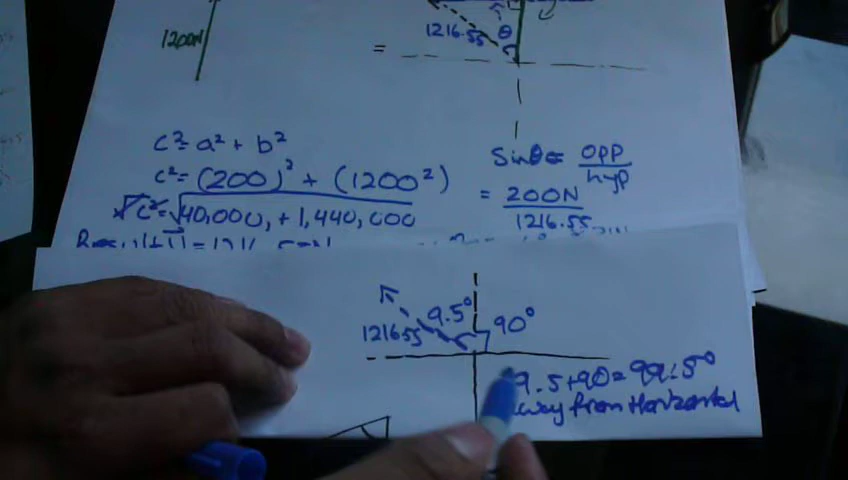 1200N
1216.55
θ
=
c²= a² + b²
c²= (200)² + (1200²)
√c²=√40,000, + 1,440,000
Sinθ= opp
hyp
= 200N
1216.55
9.5°
90°
1216.55
9.5+90=99.5°
away from Horizontal